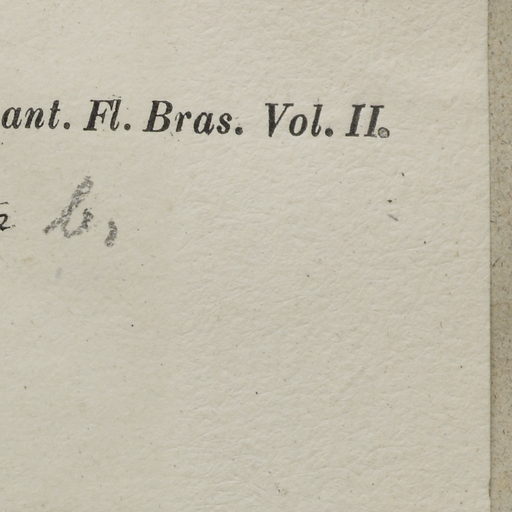 ant. Fl. Bras. Vol. II.
b,